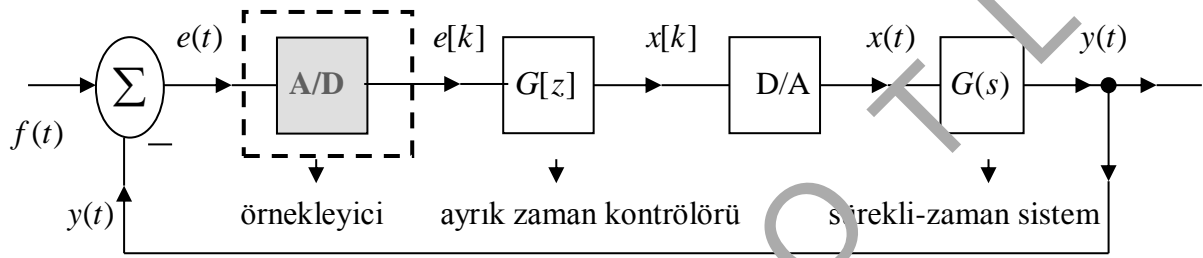 e(t) e[k] x[k] x(t) y(t)
Σ A/D G[z] D/A G(s)
f(t) −
y(t) örnekleyici ayrık zaman kontrölörü sürekli-zaman sistem
O T L